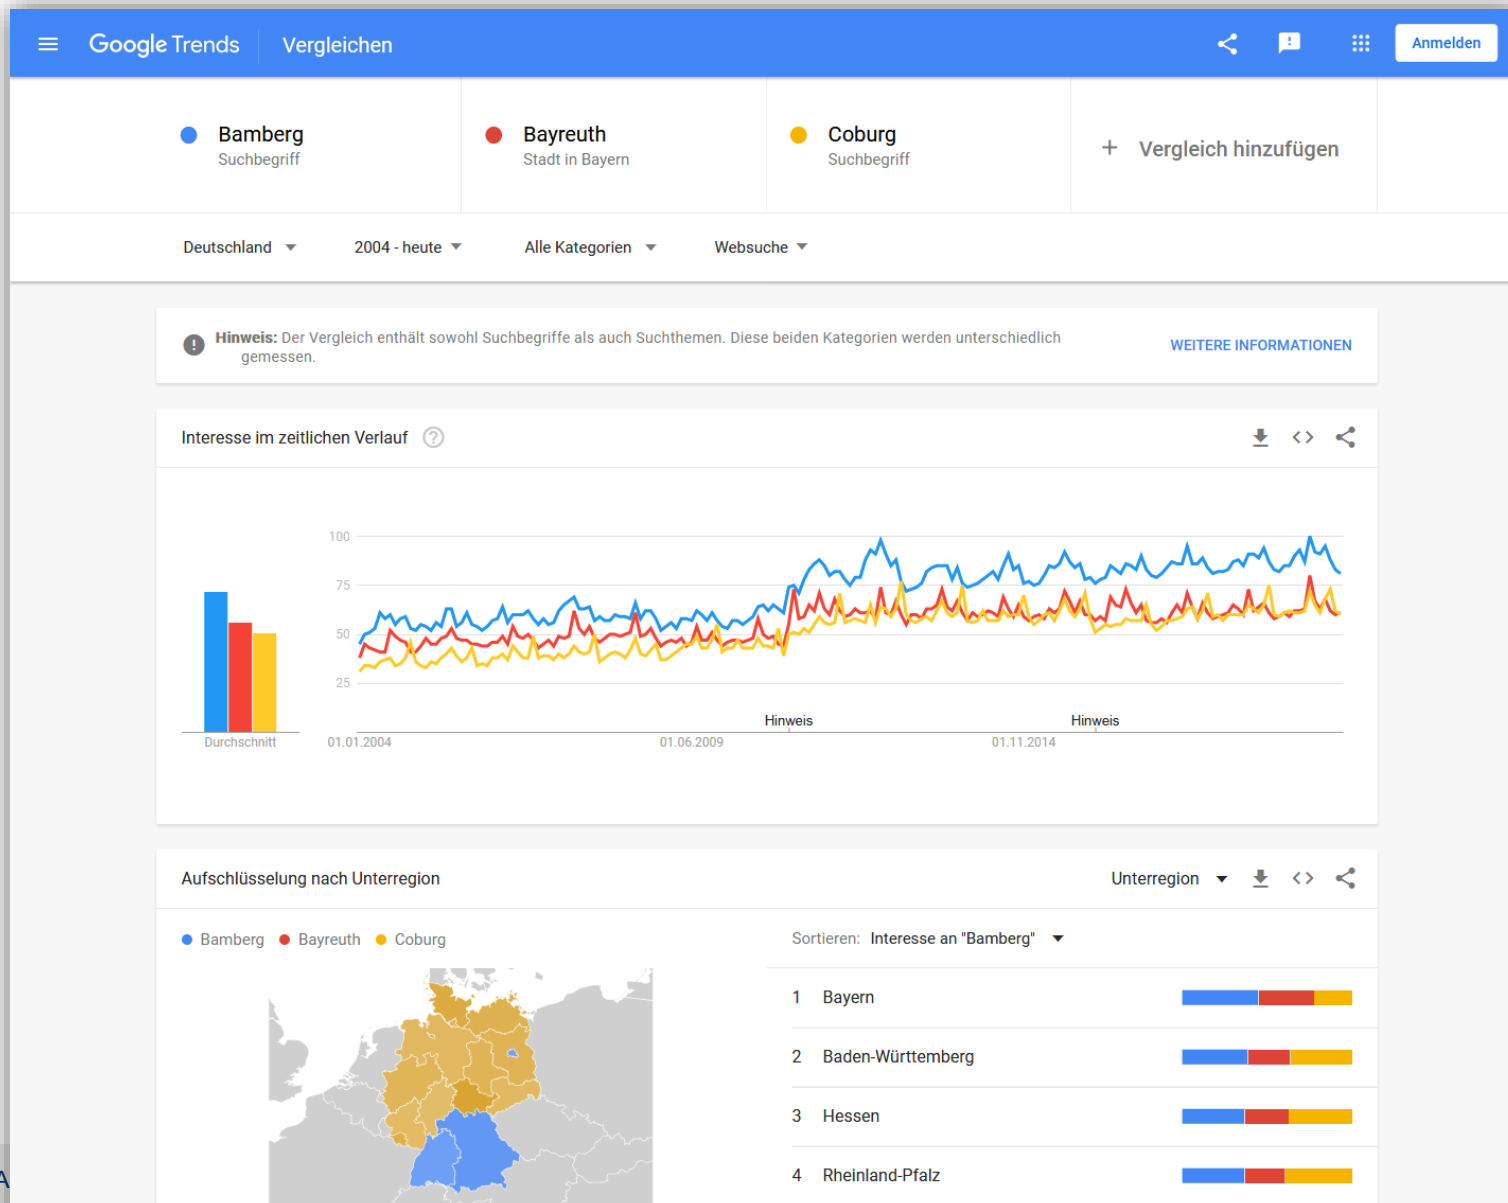 Google Trends Vergleichen Anmelden
Bamberg
Suchbegriff
Bayreuth
Stadt in Bayern
Coburg
Suchbegriff
+ Vergleich hinzufügen
Deutschland 2004 - heute Alle Kategorien Websuche
Hinweis: Der Vergleich enthält sowohl Suchbegriffe als auch Suchthemen. Diese beiden Kategorien werden unterschiedlich
gemessen.
WEITERE INFORMATIONEN
Interesse im zeitlichen Verlauf
100
75
50
25
Hinweis Hinweis
Durchschnitt 01.01.2004 01.06.2009 01.11.2014
Aufschlüsselung nach Unterregion Unterregion
Bamberg Bayreuth Coburg
Sortieren: Interesse an "Bamberg"
1 Bayern
2 Baden-Württemberg
3 Hessen
4 Rheinland-Pfalz
A